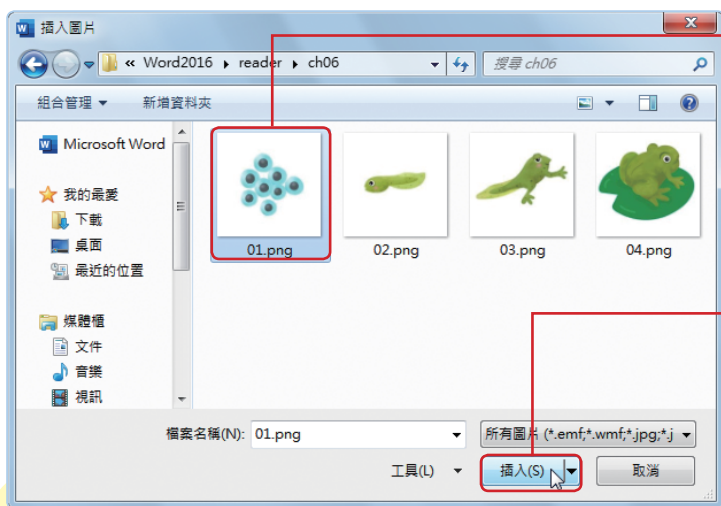 插入圖片
« Word2016 ▸ reader ▸ ch06
搜尋 ch06
組合管理 ▼ 新增資料夾
Microsoft Word
我的最愛
下載
桌面
最近的位置
媒體櫃
文件
音樂
視訊
01.png
02.png
03.png
04.png
檔案名稱(N): 01.png
所有圖片 (*.emf;*.wmf;*.jpg;*.j
工具(L)
插入(S)
取消